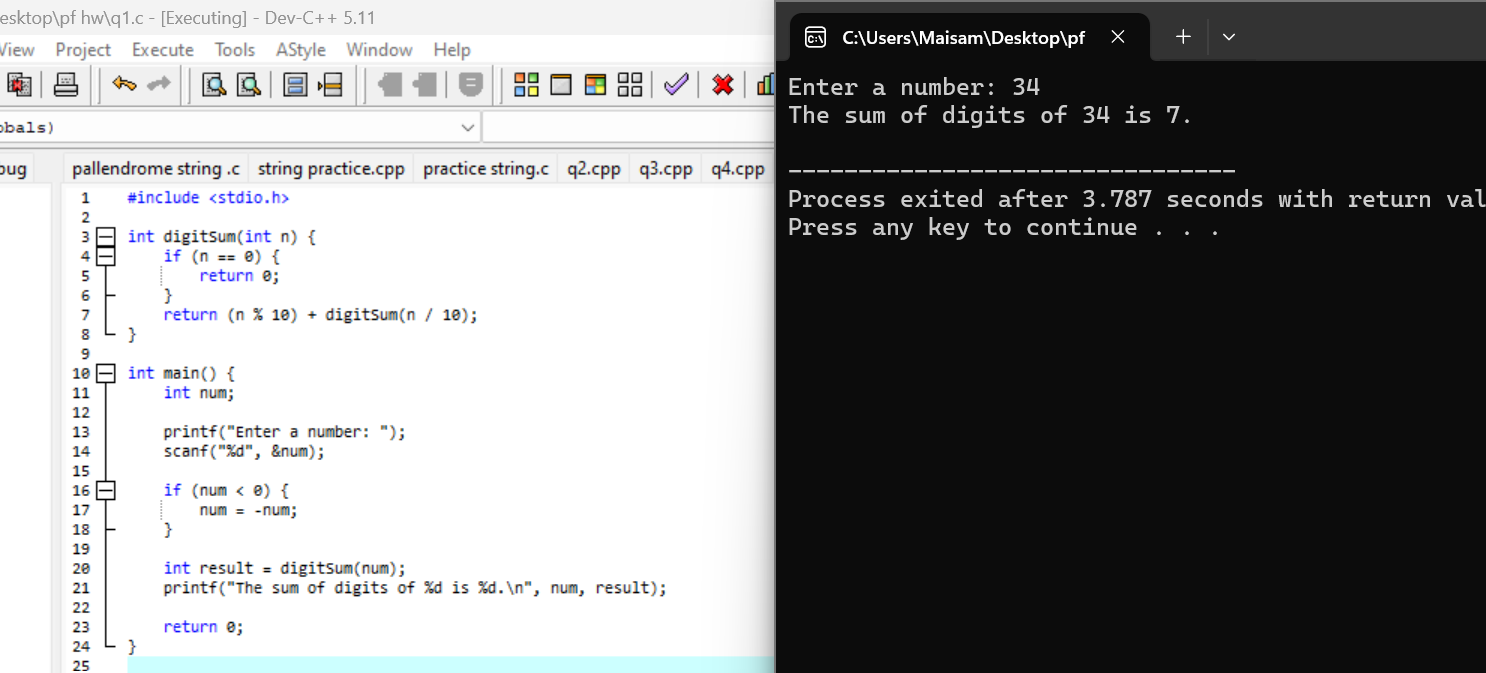 esktop\pf hw\q1.c - [Executing] - Dev-C++ 5.11
View Project Execute Tools AStyle Window Help
obals)
bug pallendrome string .c string practice.cpp practice string.c q2.cpp q3.cpp q4.cpp
1 #include <stdio.h>
2
3 int digitSum(int n) {
4 if (n == 0) {
5 return 0;
6 }
7 return (n % 10) + digitSum(n / 10);
8 }
9
10 int main() {
11 int num;
12
13 printf("Enter a number: ");
14 scanf("%d", &num);
15
16 if (num < 0) {
17 num = -num;
18 }
19
20 int result = digitSum(num);
21 printf("The sum of digits of %d is %d.\n", num, result);
22
23 return 0;
24 }
25
C:\Users\Maisam\Desktop\pf
Enter a number: 34
The sum of digits of 34 is 7.
--------------------------------
Process exited after 3.787 seconds with return val
Press any key to continue . . .